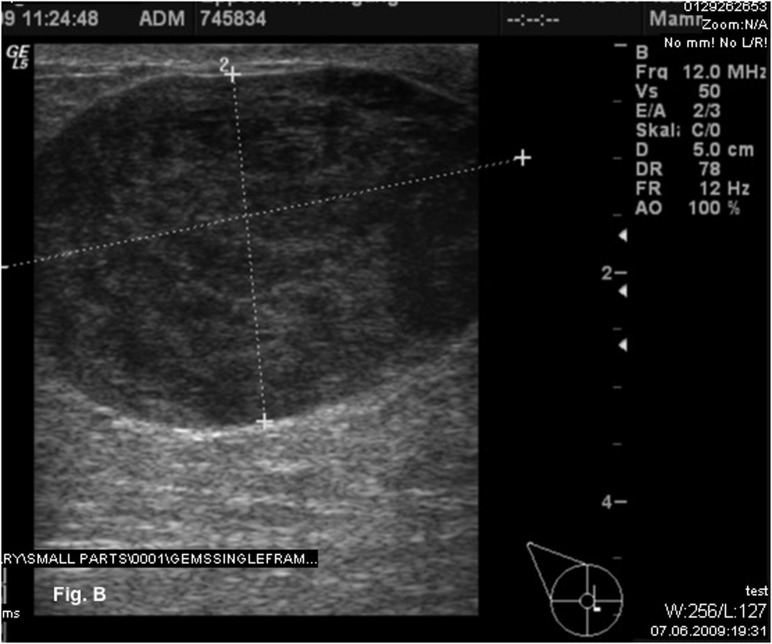 0129262653
09 11:24:48 ADM 745834 --:--:-- Mamr
Zoom:N/A
No mm! No L/R!
GE
L5
2
B
Frq 12.0 MHz
Vs 50
E/A 2/3
Skala C/0
D 5.0 cm
DR 78
FR 12 Hz
AO 100 %
2
4
RY\SMALL PARTS\0001\GEMSSINGLEFRAM...
Fig. B
ms
test
W:256/L:127
07.06.2009:19:31